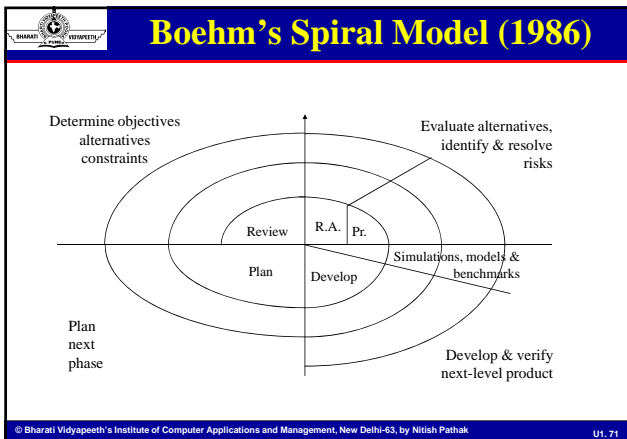 BHARATI VIDYAPEETH
PUNE
Boehm's Spiral Model (1986)
Determine objectives
alternatives
constraints
Evaluate alternatives,
identify & resolve
risks
Review
R.A.
Pr.
Simulations, models &
benchmarks
Plan
Develop
Plan
next
phase
Develop & verify
next-level product
© Bharati Vidyapeeth's Institute of Computer Applications and Management, New Delhi-63, by Nitish Pathak
U1. 71